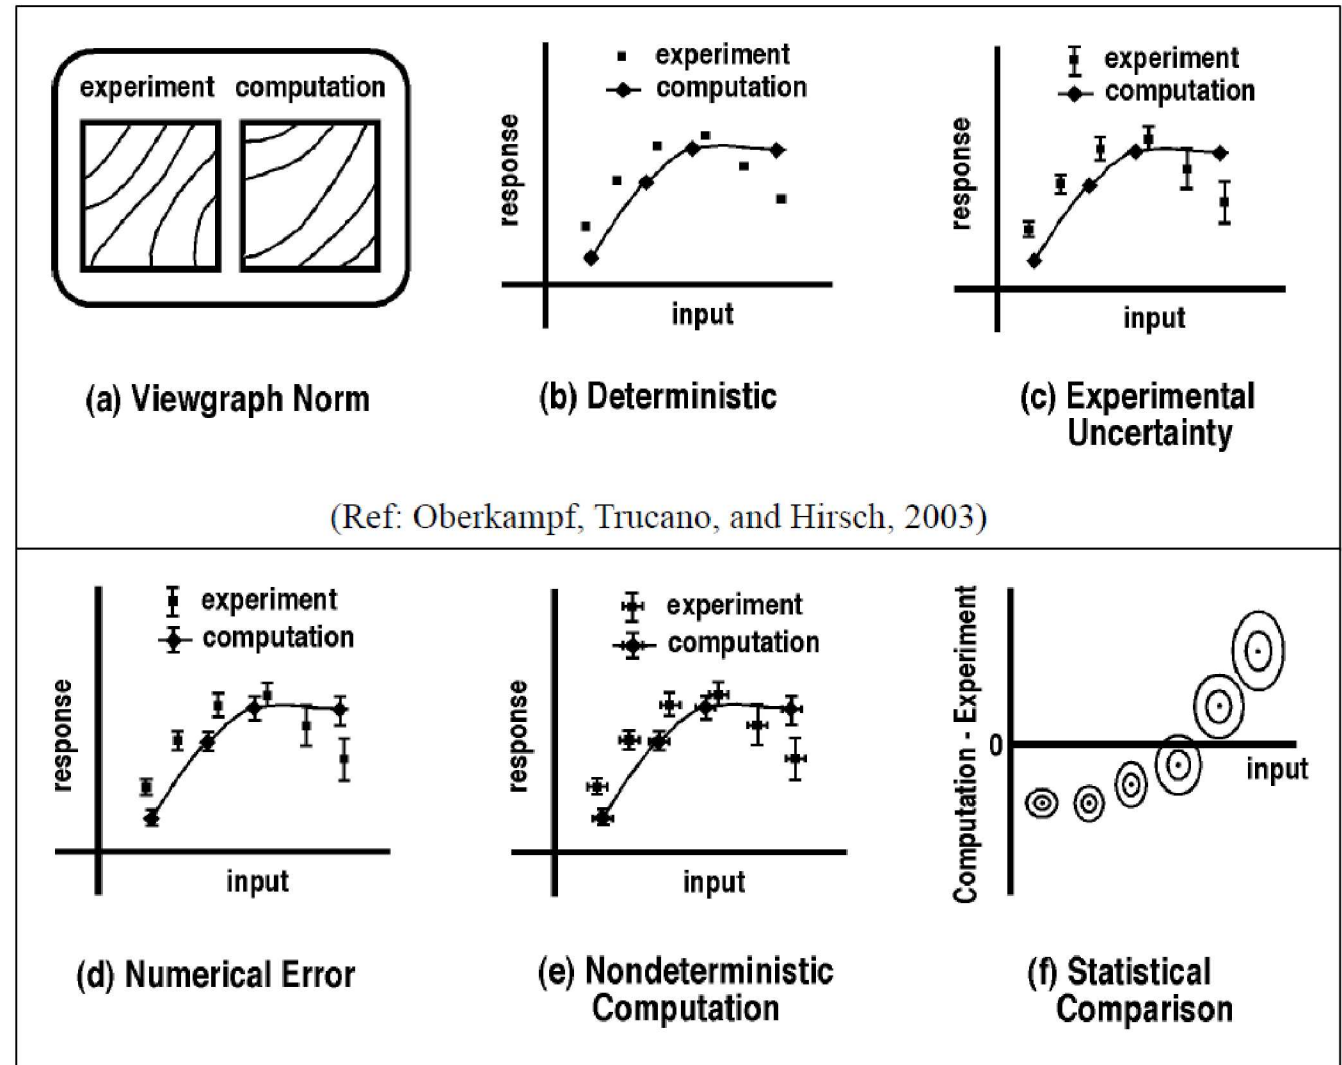 experiment computation
(a) Viewgraph Norm
experiment
computation
response
input
(b) Deterministic
experiment
computation
response
input
(c) Experimental
Uncertainty
(Ref: Oberkampf, Trucano, and Hirsch, 2003)
experiment
computation
response
input
(d) Numerical Error
experiment
computation
response
input
(e) Nondeterministic
Computation
Computation - Experiment
0
input
(f) Statistical
Comparison